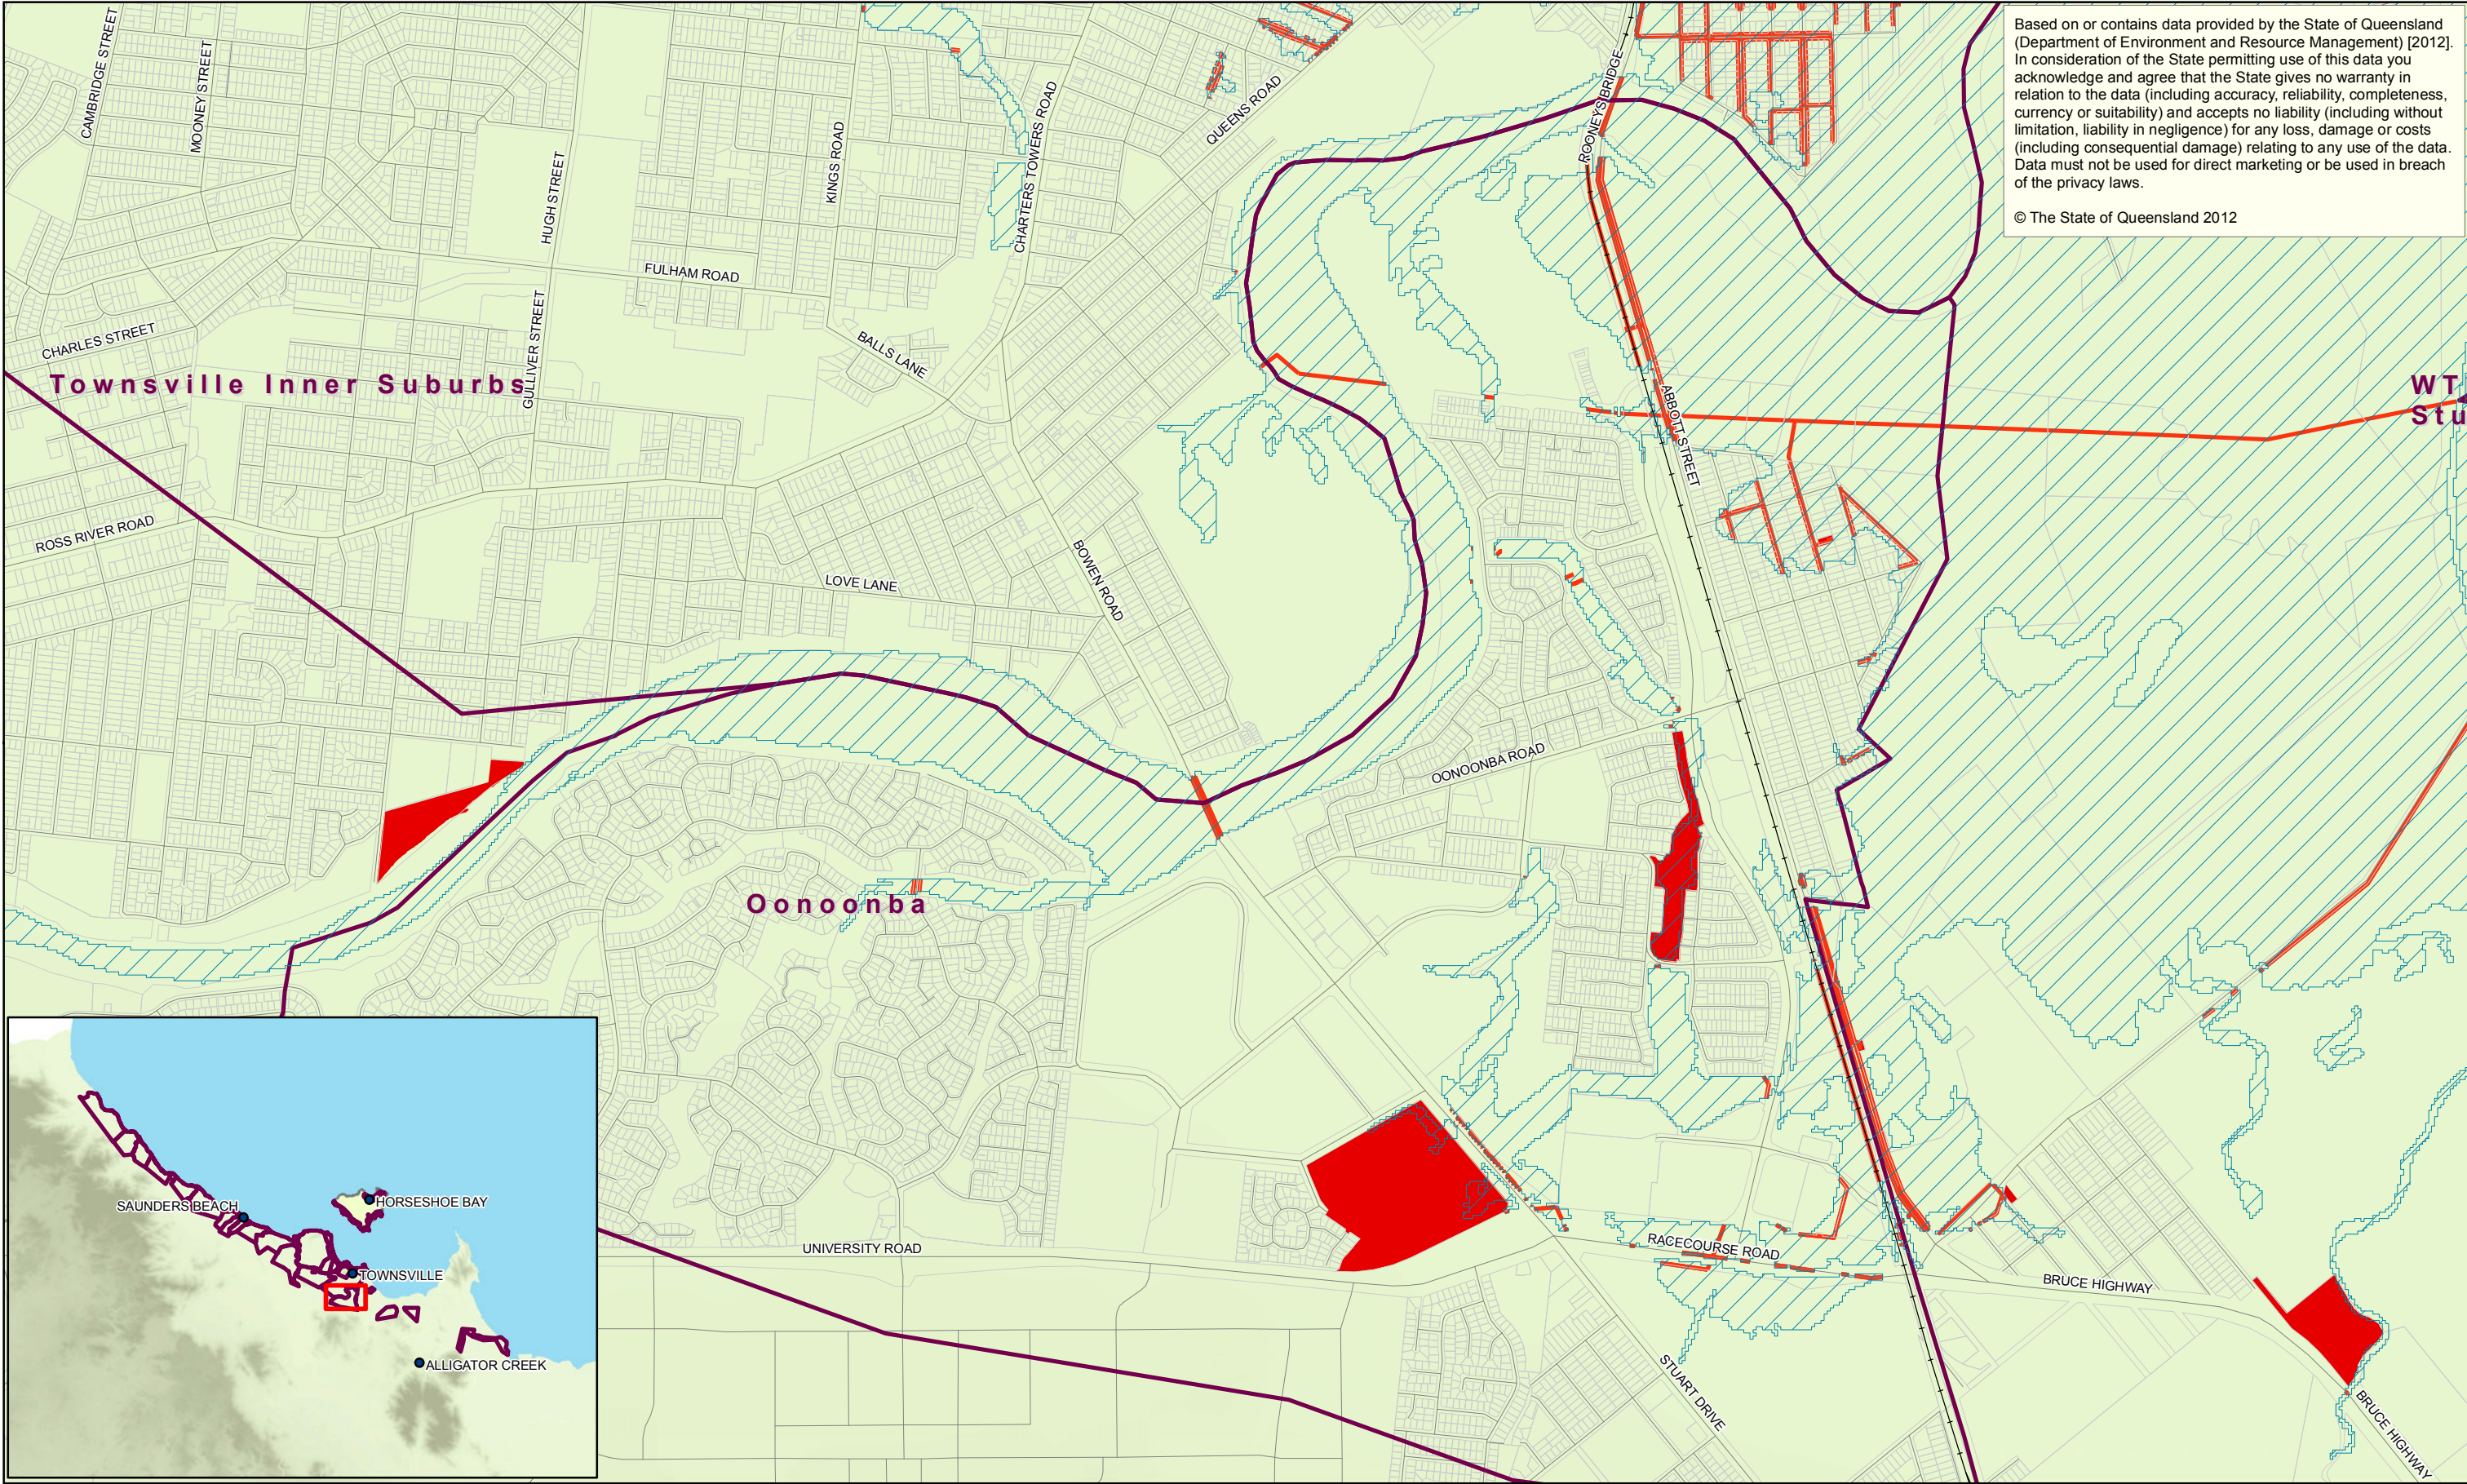 Based on or contains data provided by the State of Queensland
(Department of Environment and Resource Management) [2012].
In consideration of the State permitting use of this data you
acknowledge and agree that the State gives no warranty in
relation to the data (including accuracy, reliability, completeness,
currency or suitability) and accepts no liability (including without
limitation, liability in negligence) for any loss, damage or costs
(including consequential damage) relating to any use of the data.
Data must not be used for direct marketing or be used in breach
of the privacy laws.
© The State of Queensland 2012
CAMBRIDGE STREET
MOONEY STREET
HUGH STREET
KINGS ROAD
CHARTERS TOWERS ROAD
QUEENS ROAD
ROONEYS BRIDGE
FULHAM ROAD
CHARLES STREET
GULLIVER STREET
BALLS LANE
Townsville Inner Suburbs
ABBOTT STREET
WT
Stu
ROSS RIVER ROAD
LOVE LANE
BOWEN ROAD
OONOONBA ROAD
Oonoonba
UNIVERSITY ROAD
RACECOURSE ROAD
BRUCE HIGHWAY
STUART DRIVE
BRUCE HIGHWAY
SAUNDERS BEACH
HORSESHOE BAY
TOWNSVILLE
ALLIGATOR CREEK